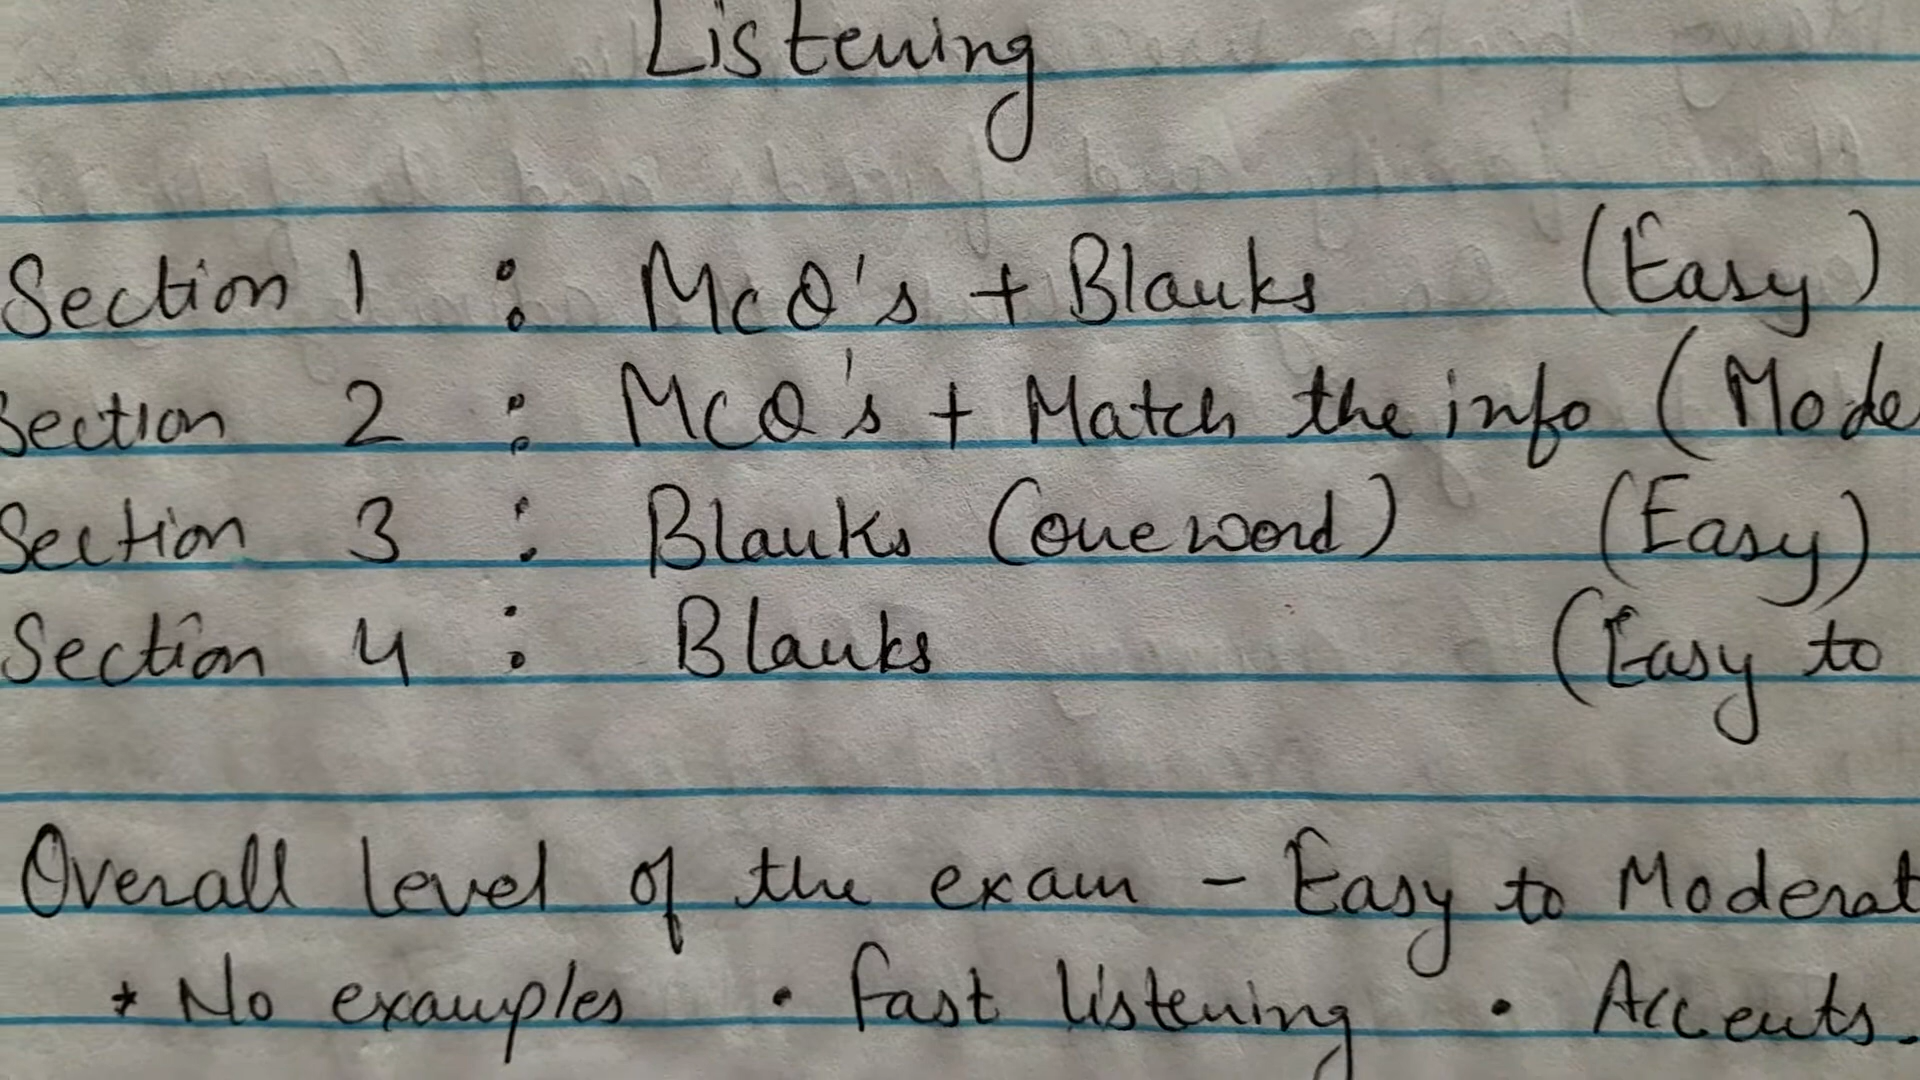 Listening
Section 1 : McQ's + Blanks (Easy)
Section 2 : McQ's + Match the info (Mode
Section 3 : Blanks (one word) (Easy)
Section 4 : Blanks (Easy to
Overall level of the exam - Easy to Moderat
* No examples • fast listening • Accents.